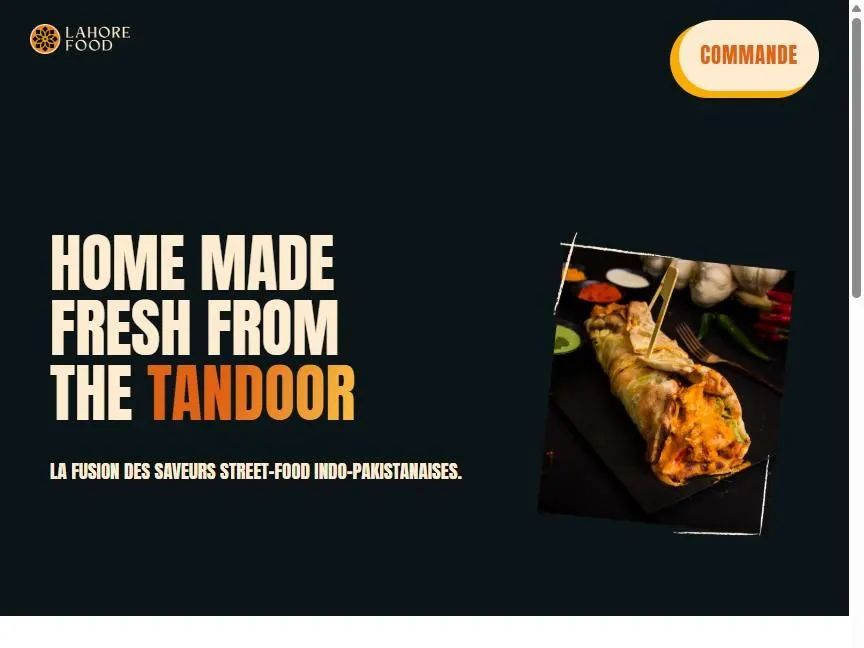 LAHORE
FOOD
COMMANDE
HOME MADE
FRESH FROM
THE TANDOOR
LA FUSION DES SAVEURS STREET-FOOD INDO-PAKISTANAISES.